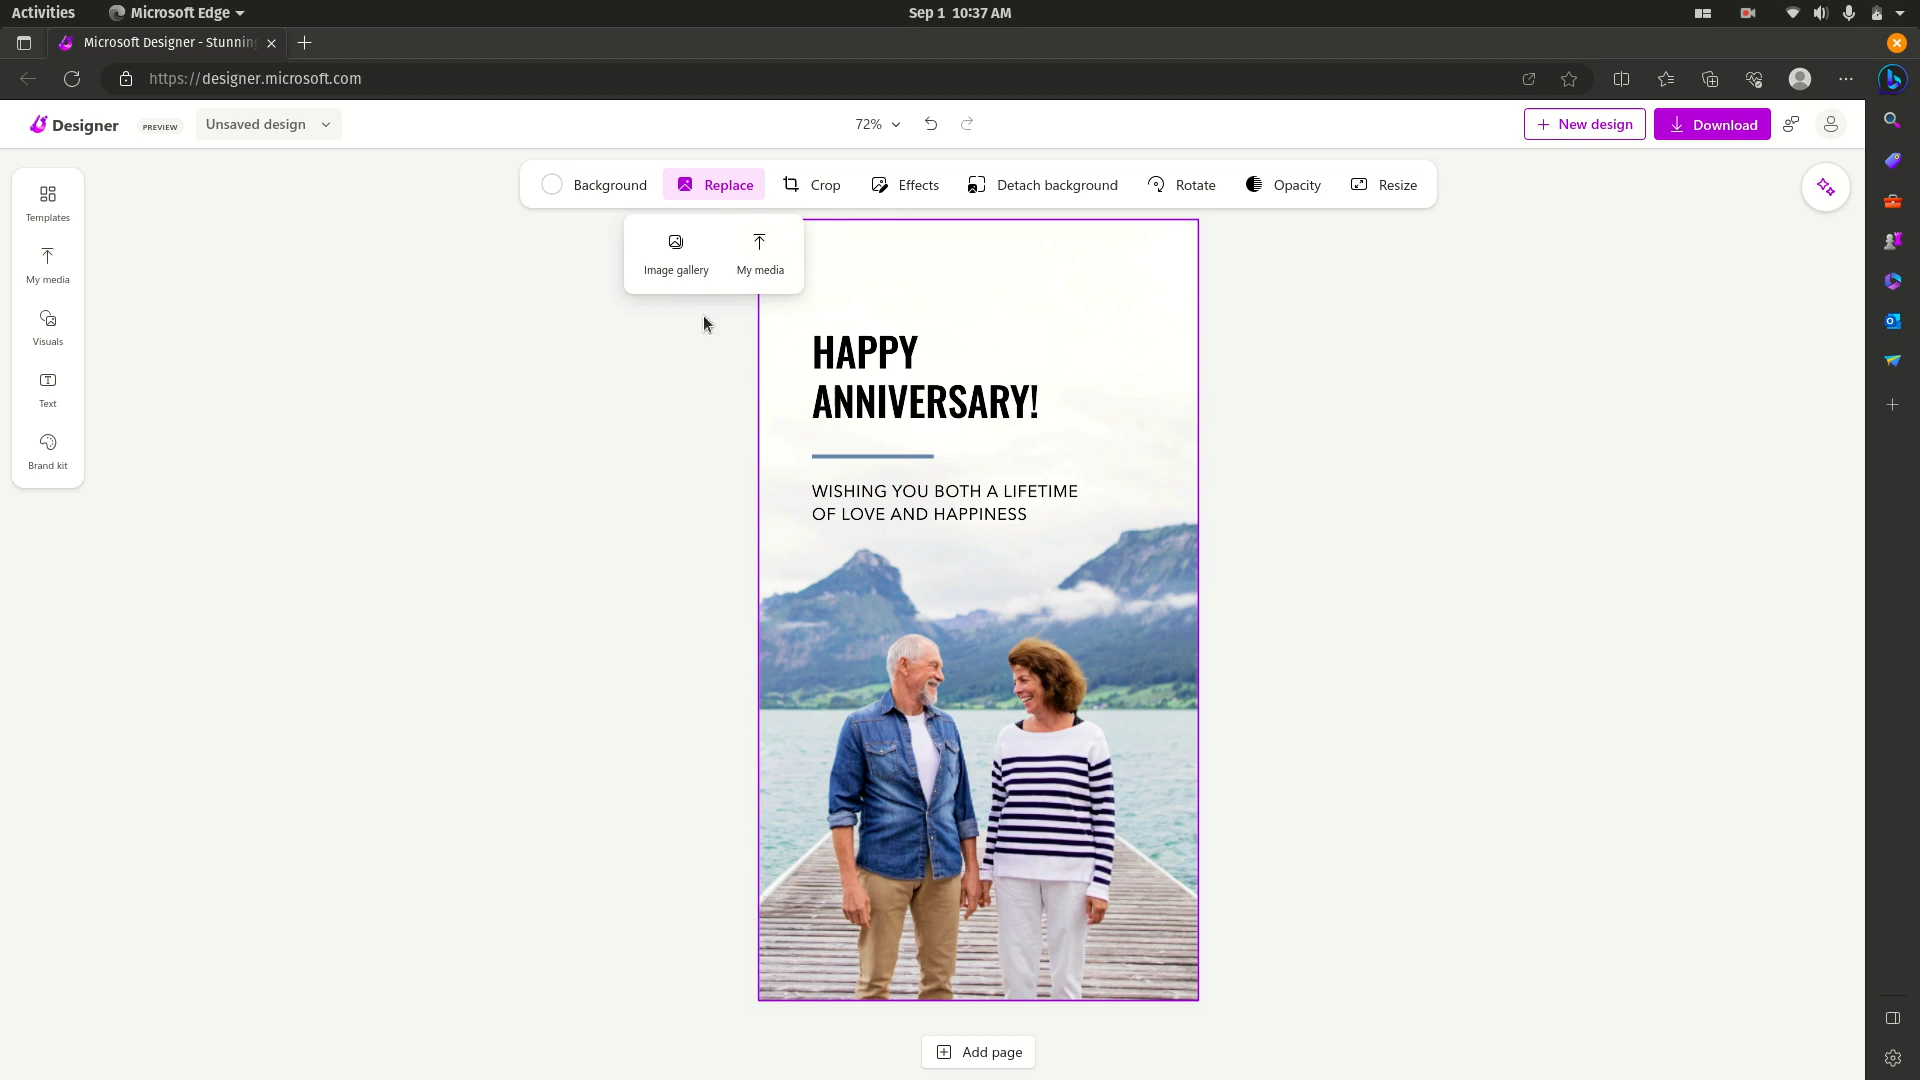 Activities
Microsoft Edge
Sep 1 10:37 AM
Microsoft Designer - Stunning
https://designer.microsoft.com
Designer
PREVIEW
Unsaved design
72%
New design
Download
Background
Replace
Crop
Effects
Detach background
Rotate
Opacity
Resize
Templates
My media
Visuals
Text
Brand kit
Image gallery
My media
HAPPY
ANNIVERSARY!
WISHING YOU BOTH A LIFETIME
OF LOVE AND HAPPINESS
Add page